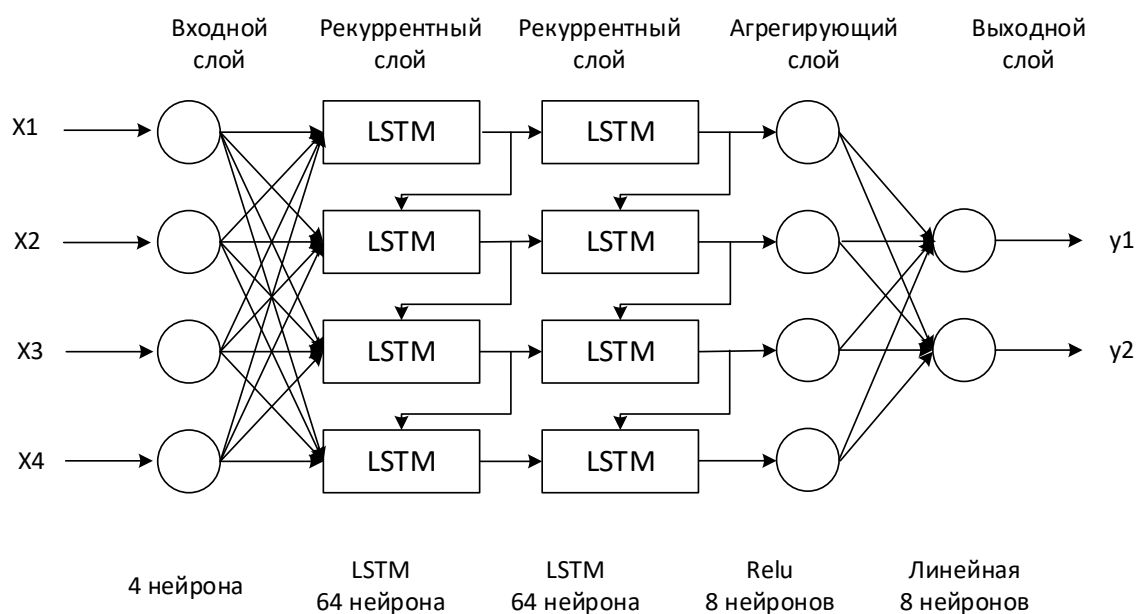 Входной
слой
Рекуррентный
слой
Рекуррентный
слой
Агрегирующий
слой
Выходной
слой
X1
LSTM
LSTM
X2
LSTM
LSTM
y1
X3
LSTM
LSTM
y2
X4
LSTM
LSTM
4 нейрона
LSTM
64 нейрона
LSTM
64 нейрона
Relu
8 нейронов
Линейная
8 нейронов